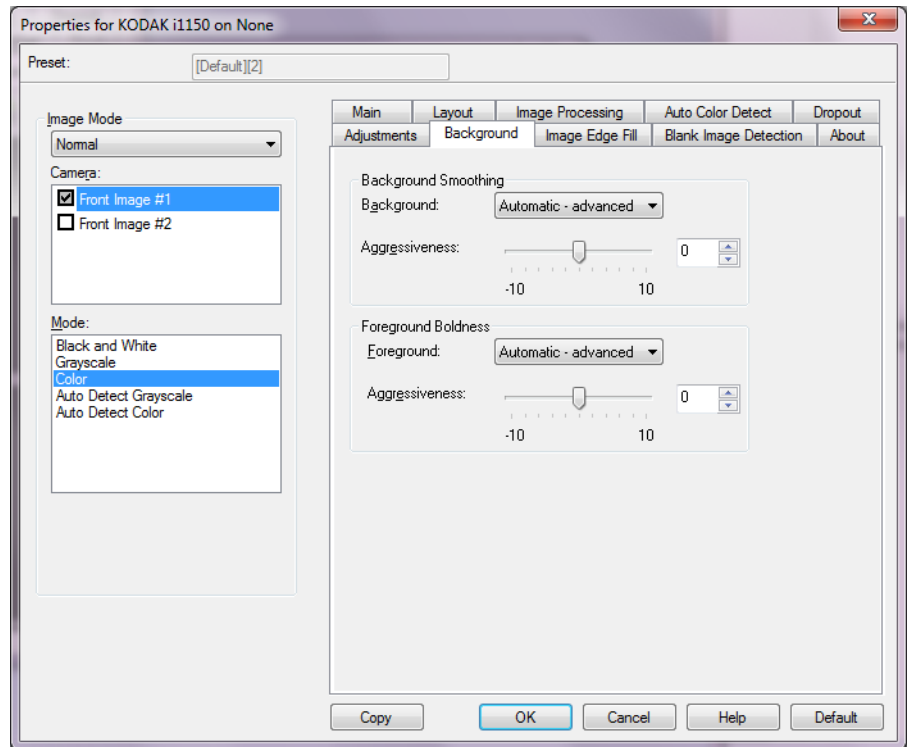 Properties for KODAK i1150 on None
Preset: [Default][2]
Image Mode
Normal
Camera:
Front Image #1
Front Image #2
Mode:
Black and White
Grayscale
Color
Auto Detect Grayscale
Auto Detect Color
Main Layout Image Processing Auto Color Detect Dropout
Adjustments Background Image Edge Fill Blank Image Detection About
Background Smoothing
Background: Automatic - advanced
Aggressiveness: 0
-10 10
Foreground Boldness
Foreground: Automatic - advanced
Aggressiveness: 0
-10 10
Copy OK Cancel Help Default